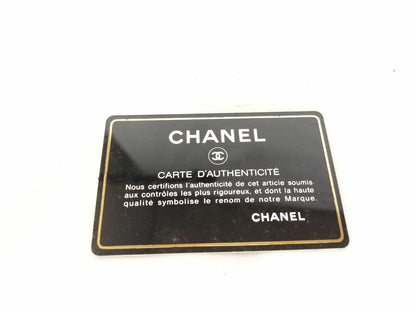 CHANEL
CARTE D'AUTHENTICITÉ
Nous certifions l'authenticité de cet article soumis
aux contrôles les plus rigoureux, et dont la haute
qualité symbolise le renom de notre Marque.
CHANEL